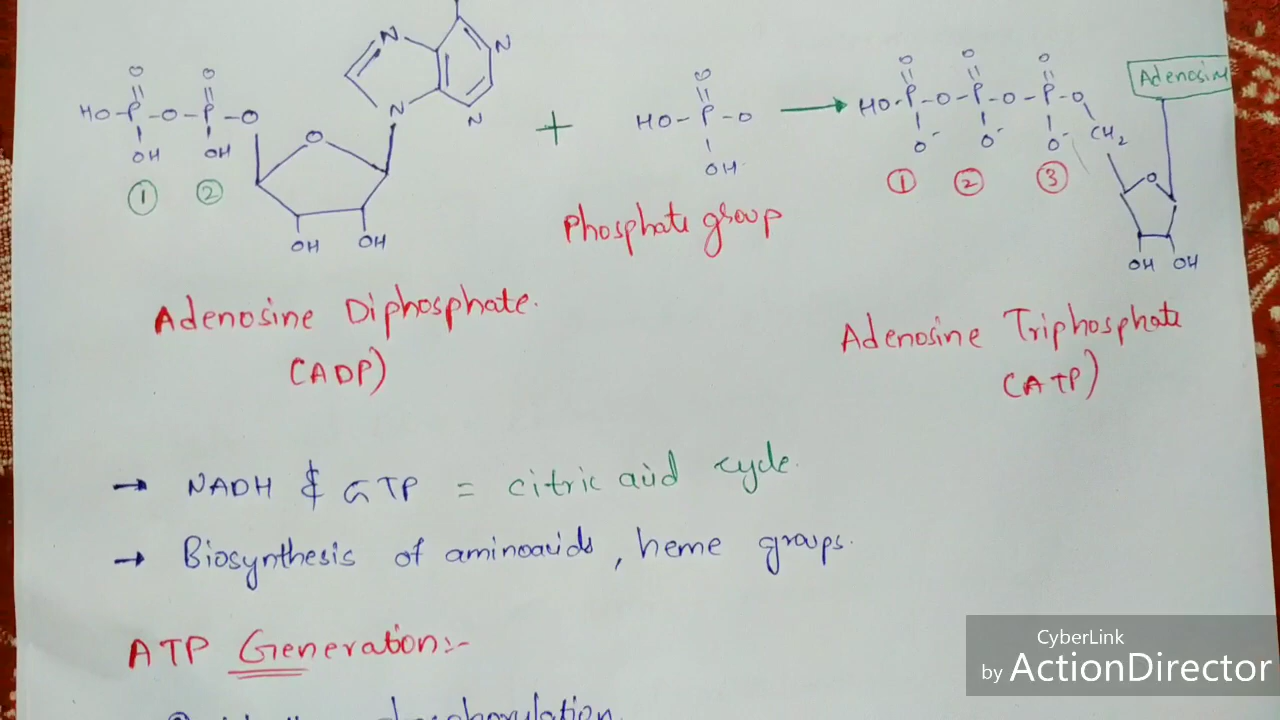 N
N
N
N
O O
HO-P-O-P-O
OH OH
① ②
O
OH OH
+
O
HO-P-O
OH
→
O O O
HO-P-O-P-O-P-O
O⁻ O⁻ O⁻
① ② ③
CH₂
O
OH OH
Phosphate group
Adenosine Diphosphate.
(ADP)
Adenosine Triphosphate
(ATP)
→ NADH & GTP = citric acid cycle.
→ Biosynthesis of aminoacids, heme groups.
ATP Generation:-
phosphorylation
CyberLink
by ActionDirector